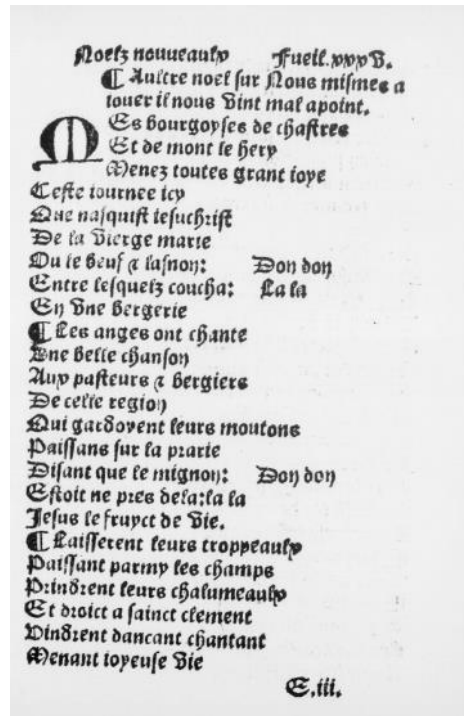 Noelz nouueaulx Fueil.xxxv.
¶ Aultre noel sur Nous mismes a
iouer il nous vint mal apoint.
MEs bourgoyses de chastres
Et de mont le hery
Menez toutes grant ioye
Ceste iournee icy
Que nasquist iesuchrist
De la vierge marie
Ou le beuf & lasnon: Don don
Entre lesquelz coucha: La la
En vne bergerie
¶ Les anges ont chante
Vne belle chanson
Aux pasteurs & bergiers
De celle region
Qui gardoyent leurs moutons
Paissans sur la prarie
Disant que le mignon: Don don
Estoit ne pres dela:la la
Jesus le fruyct de vie.
¶ Laisserent leurs troppeaulx
Paissant parmy les champs
Prindrent leurs chalumeaulx
Et droict a sainct clement
Vindrent dancant chantant
Menant ioyeuse vie
E.iii.